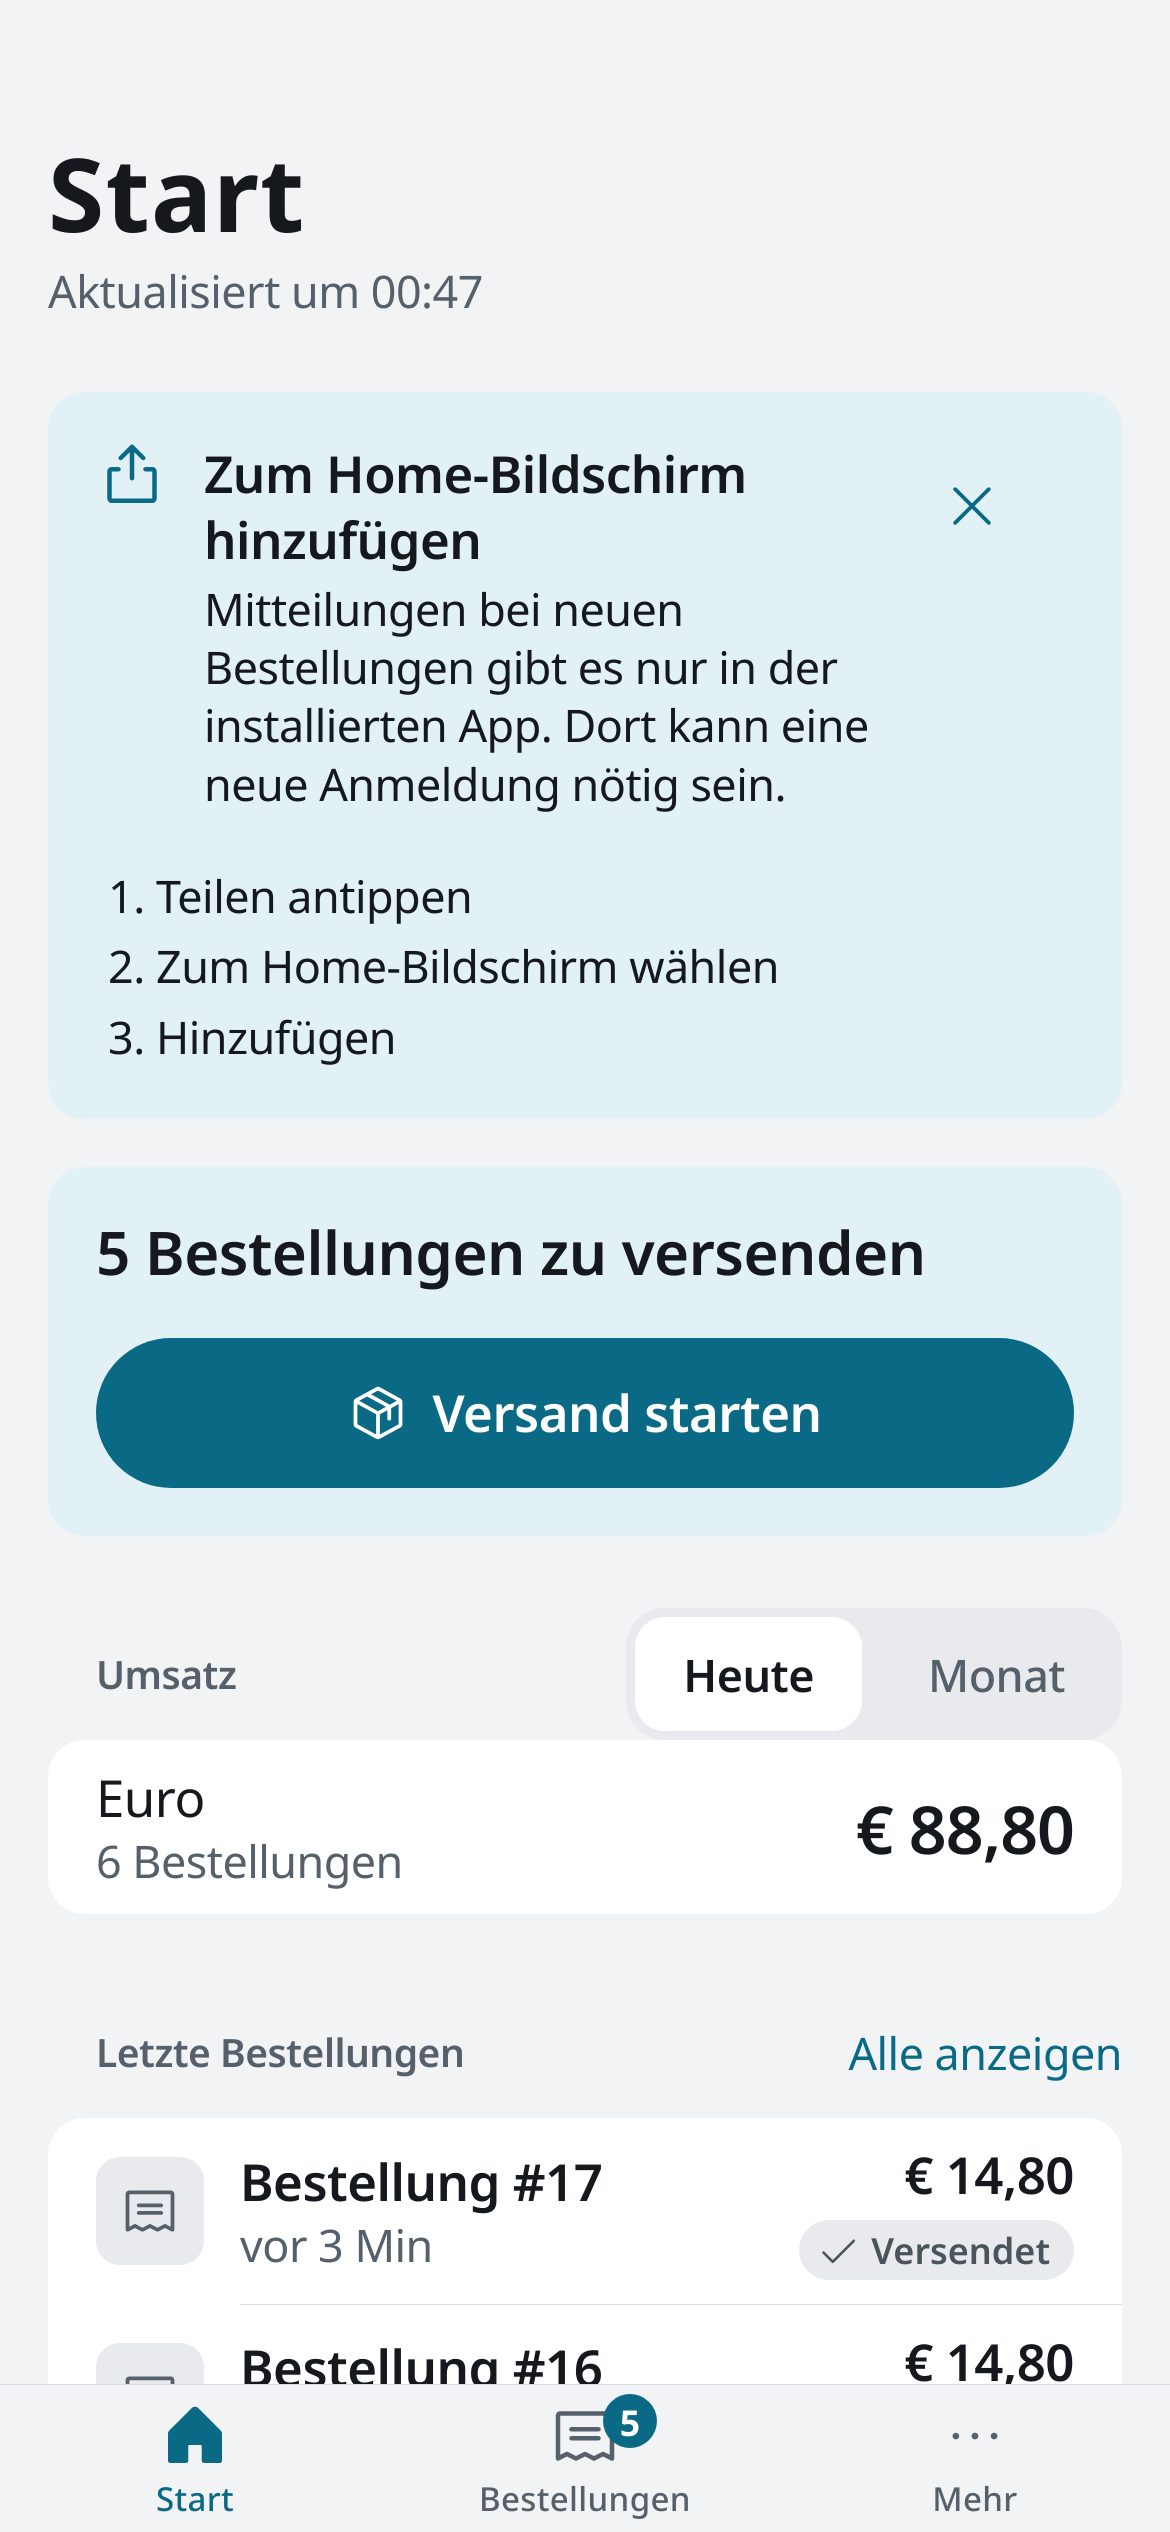 Start
Aktualisiert um 00:47
Zum Home-Bildschirm
hinzufügen
Mitteilungen bei neuen
Bestellungen gibt es nur in der
installierten App. Dort kann eine
neue Anmeldung nötig sein.
1. Teilen antippen
2. Zum Home-Bildschirm wählen
3. Hinzufügen
5 Bestellungen zu versenden
Versand starten
Umsatz
Heute
Monat
Euro
6 Bestellungen
€ 88,80
Letzte Bestellungen
Alle anzeigen
Bestellung #17
vor 3 Min
€ 14,80
Versendet
Bestellung #16
€ 14,80
Start
5
Bestellungen
Mehr